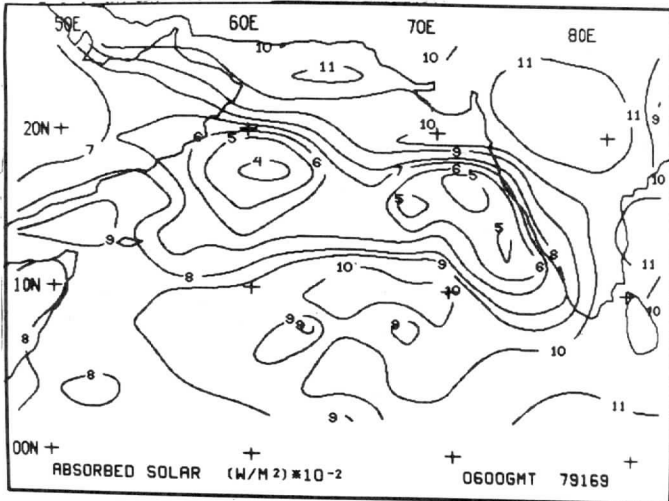 50E 60E 70E 80E
10 10
11 11
20N 10 11 9
7 6 5 9
4 6 7 6 5 10
5
9 5 8
8 10 9 6 11
10N 10 10
8 9 9 9 10
8 10
9 11
00N
ABSORBED SOLAR (W/M2)*10-2 0600GMT 79169